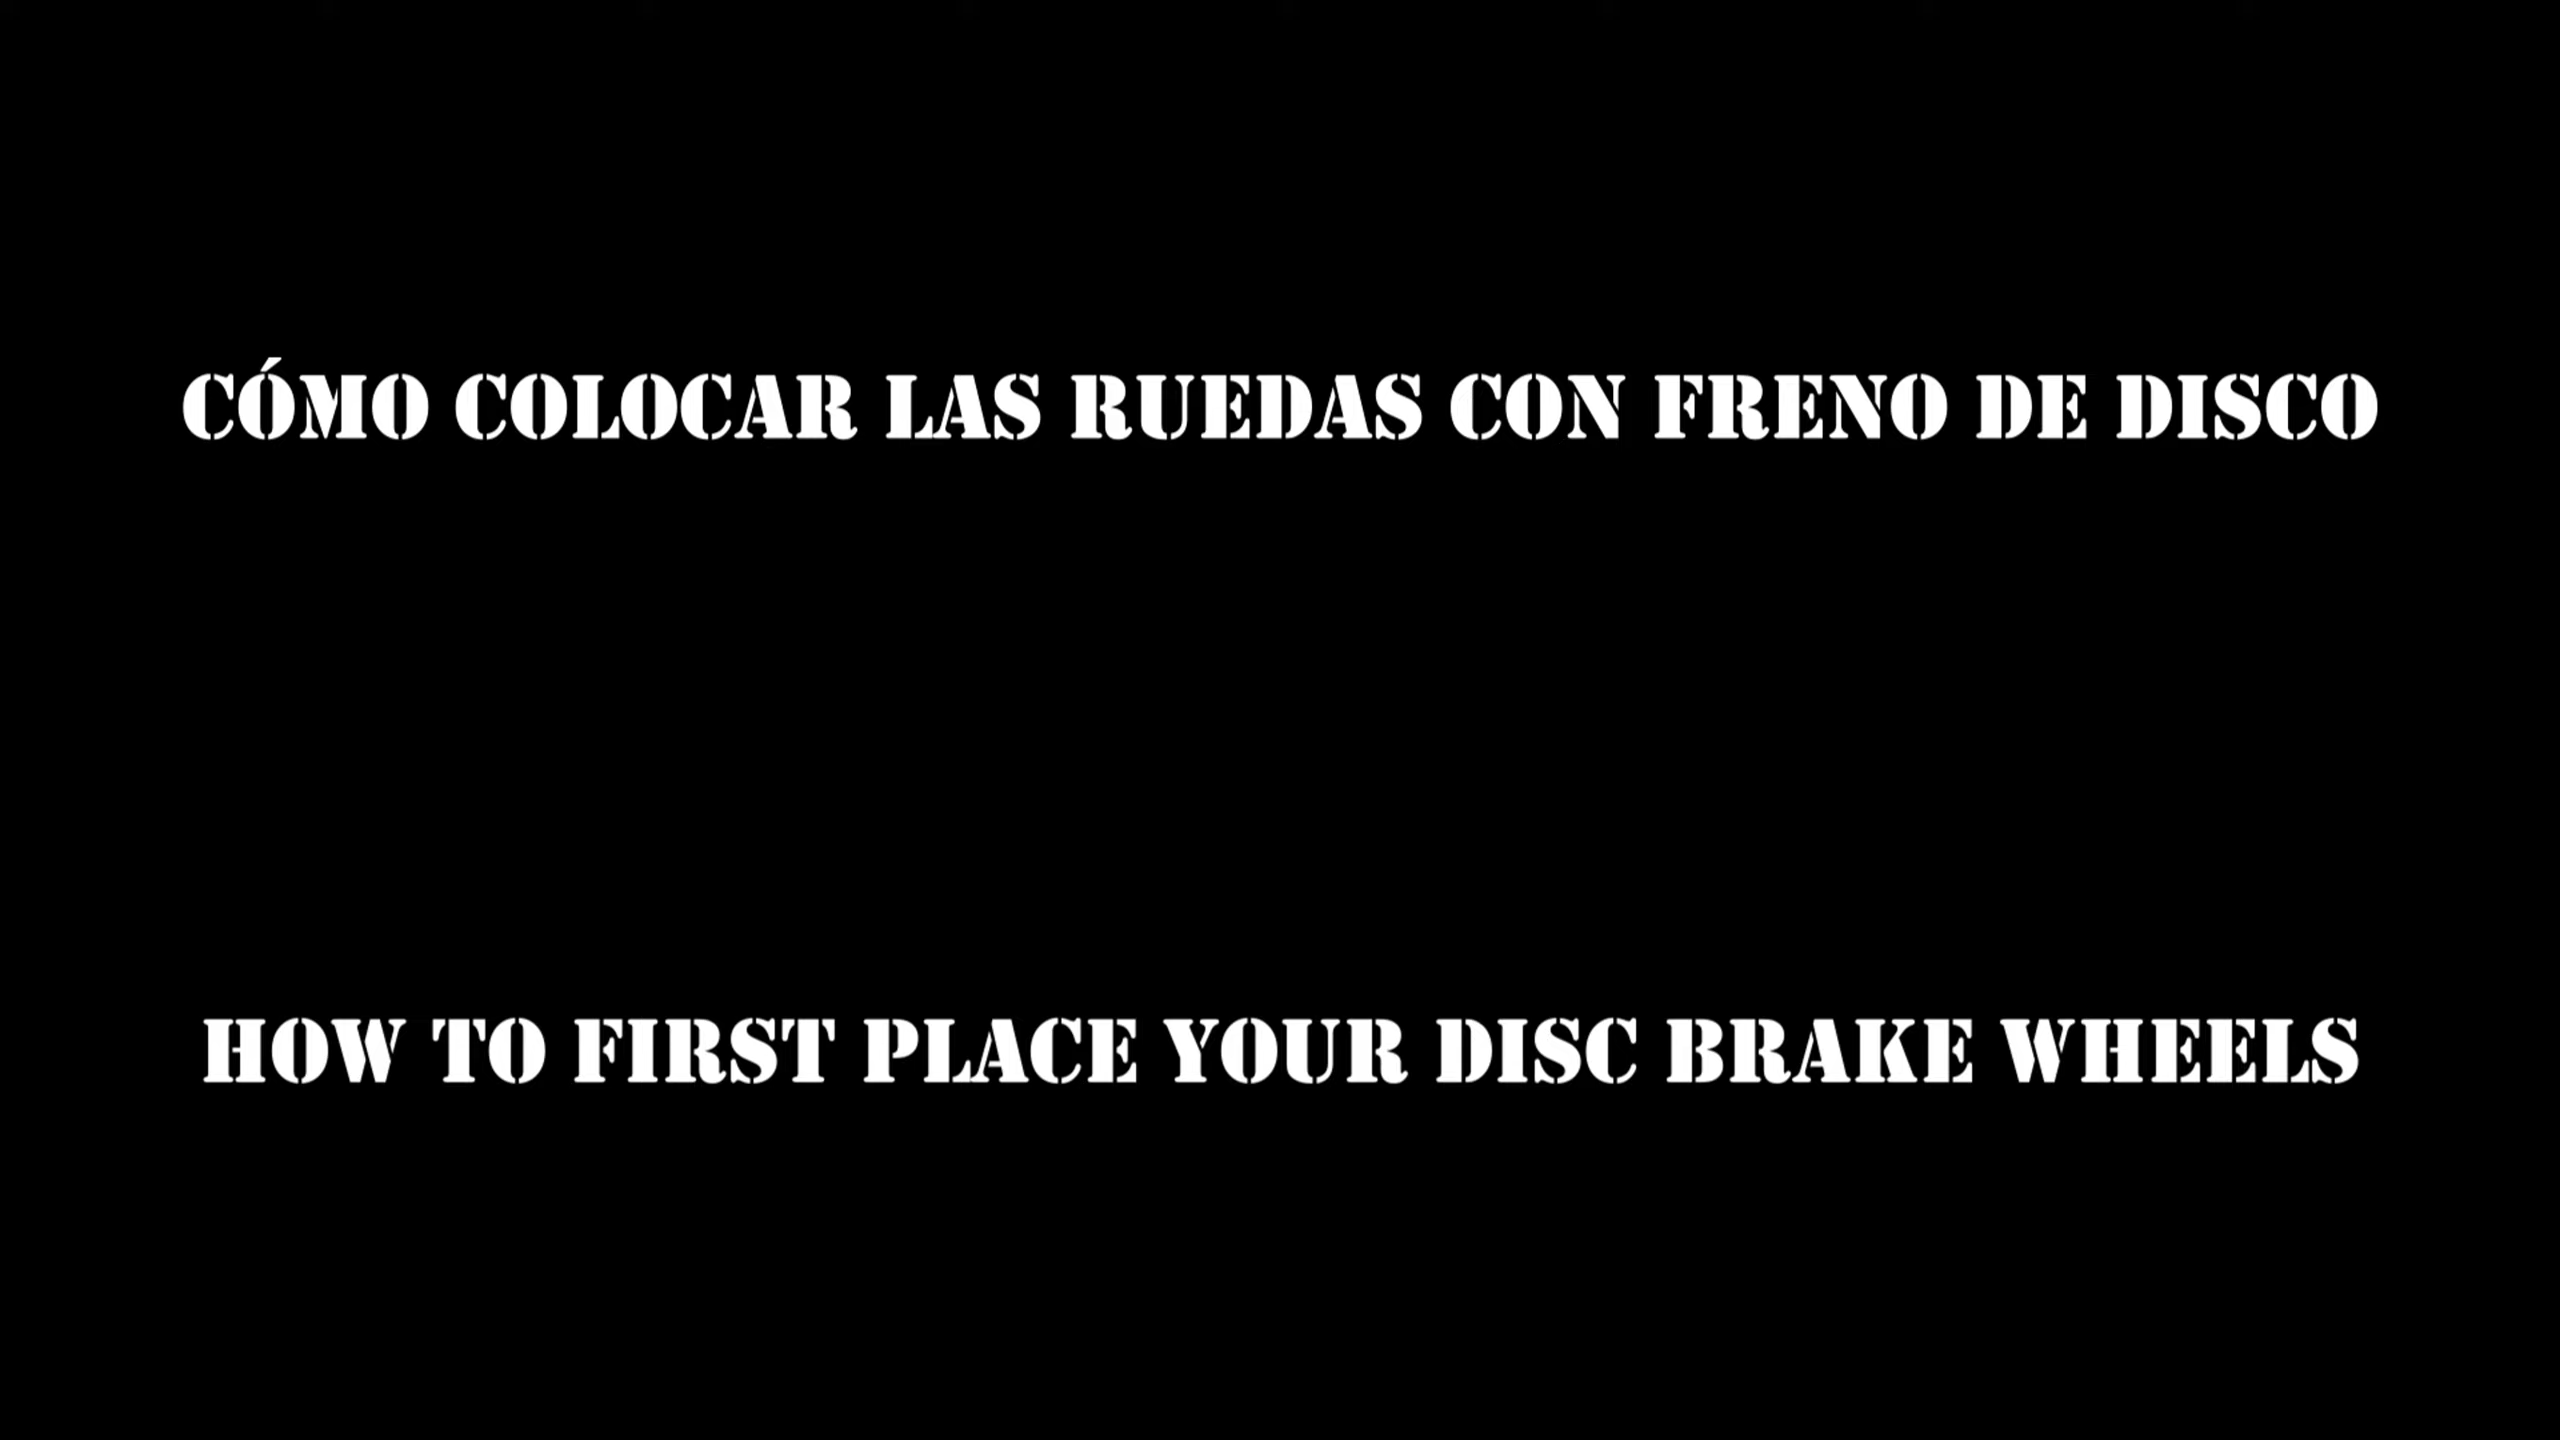 CÓMO COLOCAR LAS RUEDAS CON FRENO DE DISCO
HOW TO FIRST PLACE YOUR DISC BRAKE WHEELS